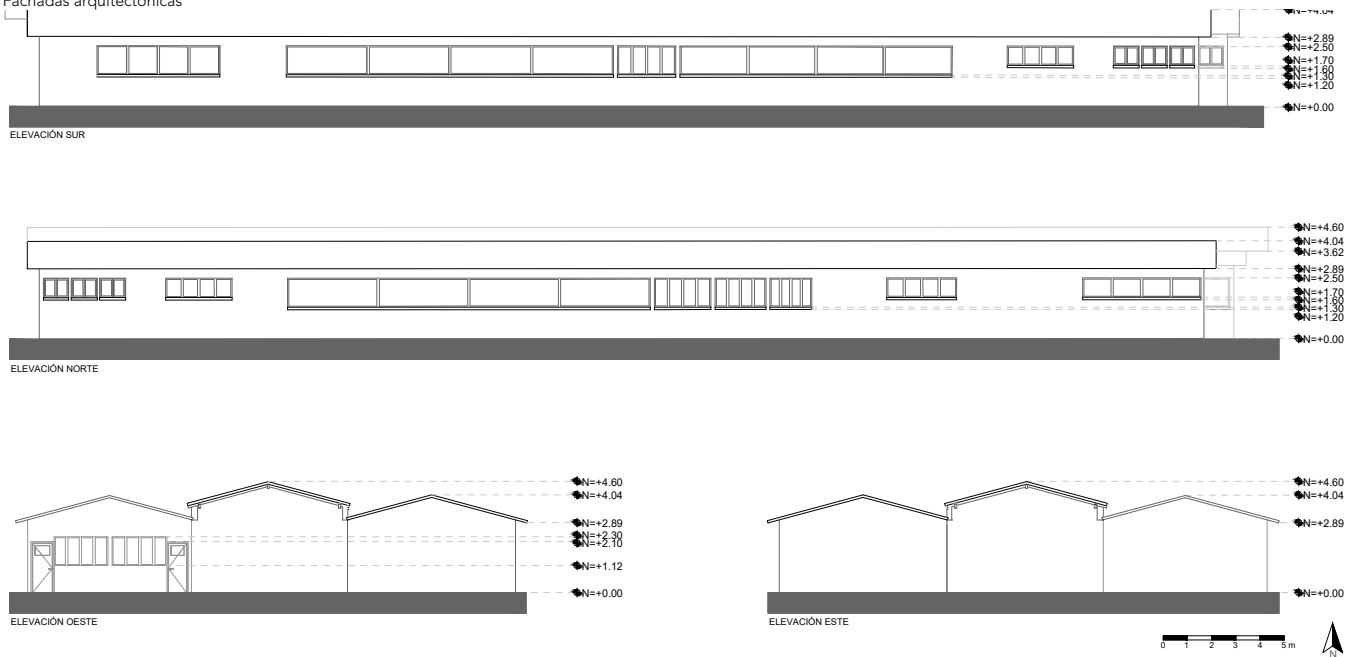 Fachadas arquitectónicas
N=+4.04
N=+2.89
N=+2.50
N=+1.70
N=+1.60
N=+1.30
N=+1.20
N=+0.00
ELEVACIÓN SUR
N=+4.60
N=+4.04
N=+3.62
N=+2.89
N=+2.50
N=+1.70
N=+1.60
N=+1.30
N=+1.20
N=+0.00
ELEVACIÓN NORTE
N=+4.60
N=+4.04
N=+2.89
N=+2.30
N=+2.10
N=+1.12
N=+0.00
ELEVACIÓN OESTE
N=+4.60
N=+4.04
N=+2.89
N=+0.00
ELEVACIÓN ESTE
0 1 2 3 4 5 m
N